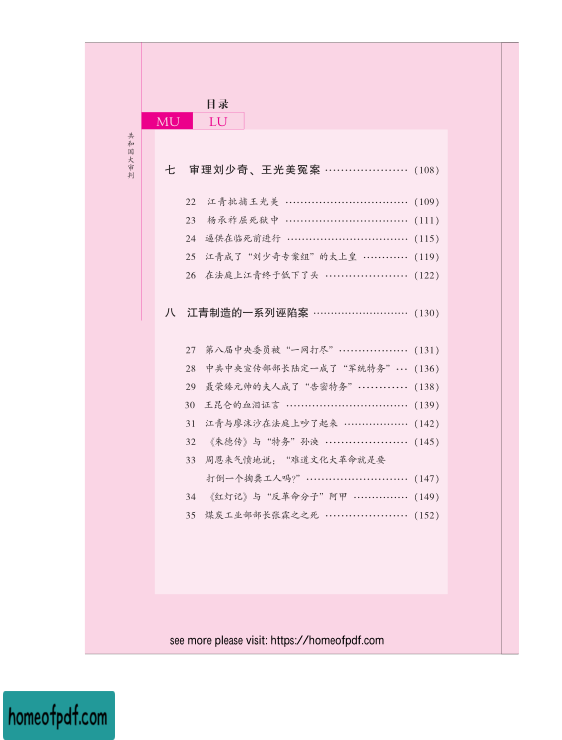 目录
MU LU
共和国大审判
七 审理刘少奇、王光美冤案 ····················· (108)
22 江青批捕王光美 ······························· (109)
23 杨承祚屈死狱中 ······························· (111)
24 逼供在临死前进行 ······························ (115)
25 江青成了“刘少奇专案组”的太上皇 ············ (119)
26 在法庭上江青终于低下了头 ····················· (122)
八 江青制造的一系列诬陷案 ························ (130)
27 第八届中央委员被“一网打尽” ·················· (131)
28 中共中央宣传部部长陆定一成了“军统特务” ··· (136)
29 聂荣臻元帅的夫人成了“告密特务” ············ (138)
30 王昆仑的血泪证言 ······························· (139)
31 江青与廖沫沙在法庭上吵了起来 ················· (142)
32 《朱德传》与“特务”孙泱 ····················· (145)
33 周恩来气愤地说：“难道文化大革命就是要
打倒一个掏粪工人吗?” ·························· (147)
34 《红灯记》与“反革命分子”阿甲 ·············· (149)
35 煤炭工业部部长张霖之之死 ····················· (152)
see more please visit: https://homeofpdf.com
homeofpdf.com